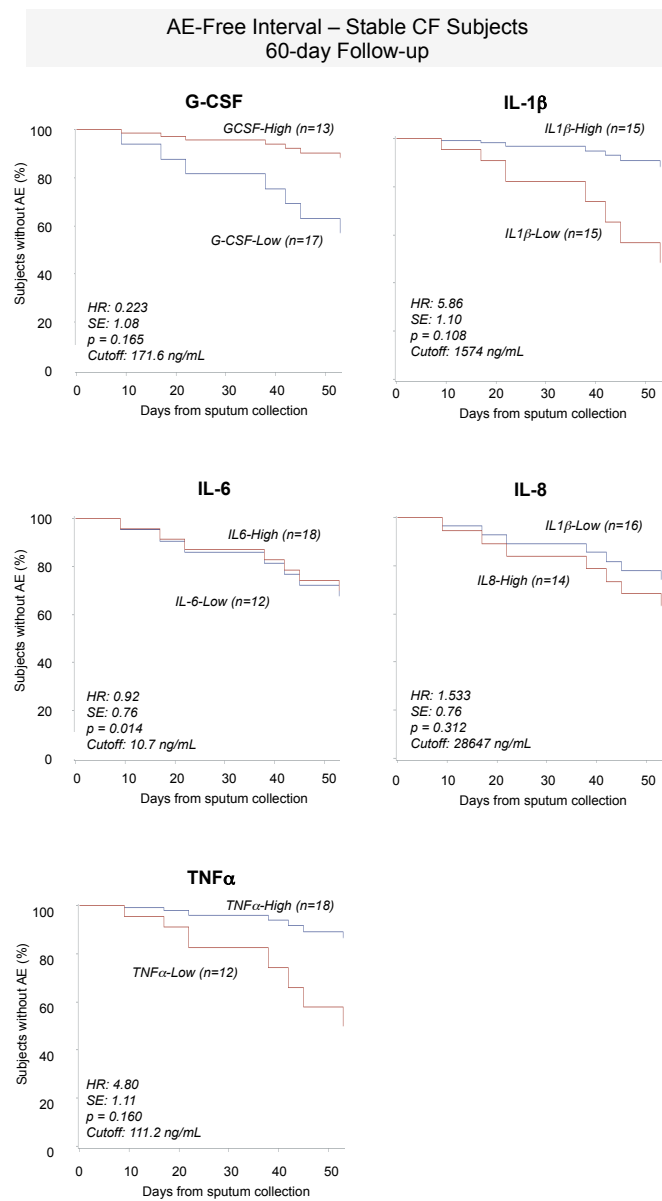 AE-Free Interval – Stable CF Subjects
60-day Follow-up
G-CSF
Subjects without AE (%)
100
80
60
40
20
0
GCSF-High (n=13)
G-CSF-Low (n=17)
HR: 0.223
SE: 1.08
p = 0.165
Cutoff: 171.6 ng/mL
0 10 20 30 40 50
Days from sputum collection
IL-1β
IL1β-High (n=15)
IL1β-Low (n=15)
HR: 5.86
SE: 1.10
p = 0.108
Cutoff: 1574 ng/mL
0 10 20 30 40 50
Days from sputum collection
IL-6
Subjects without AE (%)
100
80
60
40
20
0
IL6-High (n=18)
IL-6-Low (n=12)
HR: 0.92
SE: 0.76
p = 0.014
Cutoff: 10.7 ng/mL
0 10 20 30 40 50
Days from sputum collection
IL-8
IL1β-Low (n=16)
IL8-High (n=14)
HR: 1.533
SE: 0.76
p = 0.312
Cutoff: 28647 ng/mL
0 10 20 30 40 50
Days from sputum collection
TNFα
Subjects without AE (%)
100
80
60
40
20
0
TNFα-High (n=18)
TNFα-Low (n=12)
HR: 4.80
SE: 1.11
p = 0.160
Cutoff: 111.2 ng/mL
0 10 20 30 40 50
Days from sputum collection